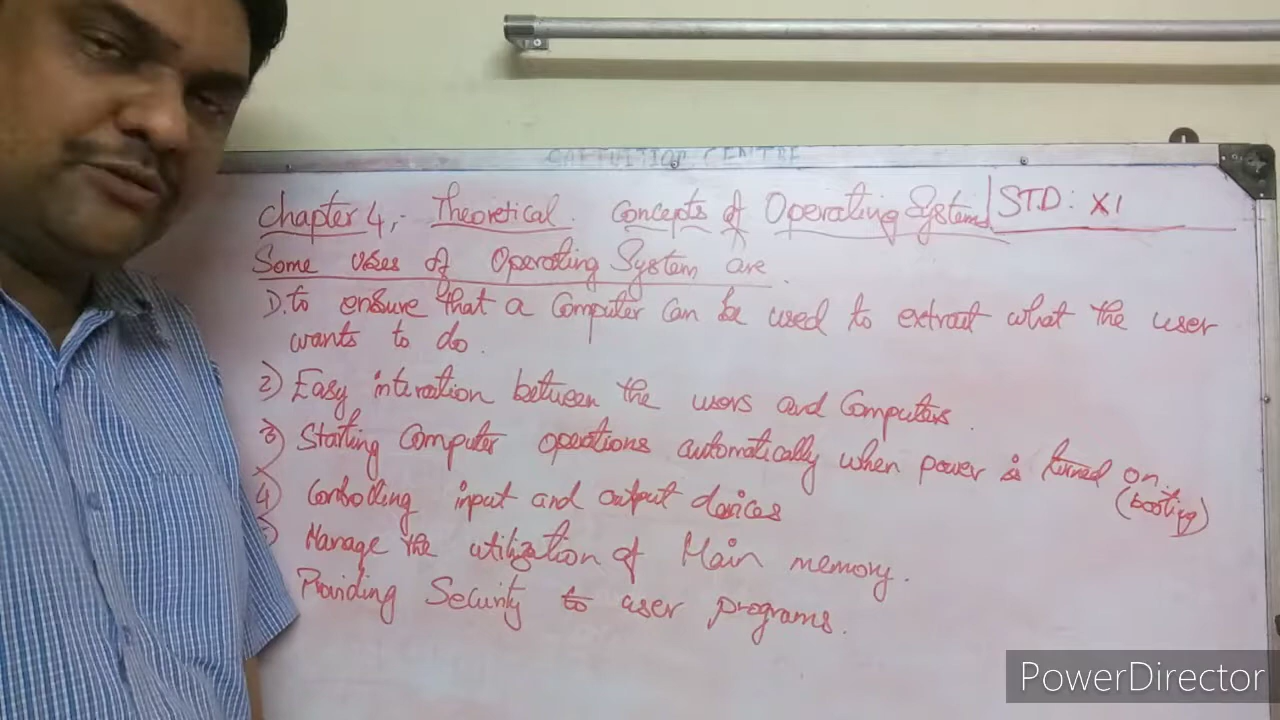 Chapter 4:- Theoretical Concepts of Operating System | STD: XI
Some uses of Operating System are
1). to ensure that a Computer can be used to extract what the user
wants to do.
2) Easy interation between the users and Computers.
3) Starting Computer operations automatically when power is turned on.
(booting)
4) Controlling input and output devices
5) Manage the utilization of Main memory.
Providing Security to user programs.
PowerDirector